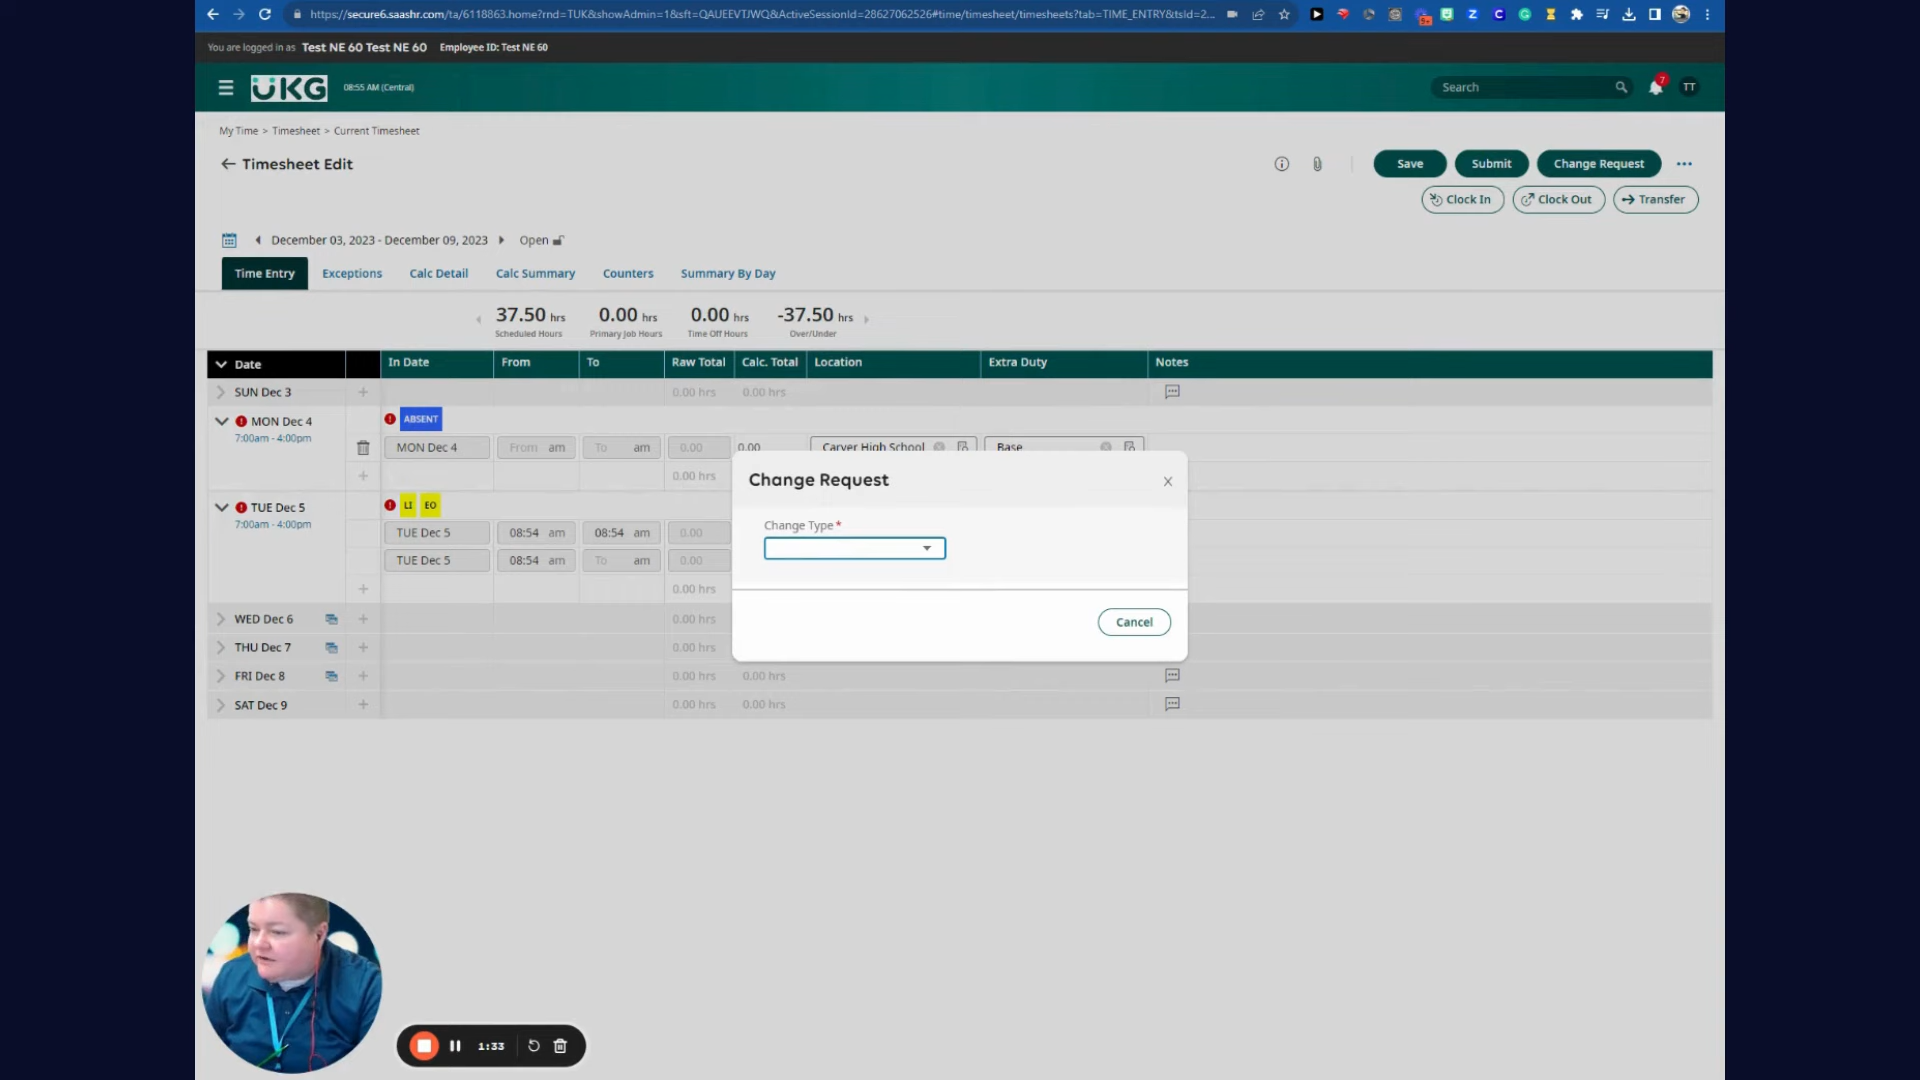 https://secure6.saashr.com/ta/6118863.home?rnd=TUK&showAdmin=1&sft=QAUEEVTJWQ&ActiveSessionId=28627062526#time/timesheet/timesheets?tab=TIME_ENTRY&tsId=2...
You are logged in as Test NE 60 Test NE 60 Employee ID: Test NE 60
UKG 08:55 AM (Central) Search 7 TT
My Time > Timesheet > Current Timesheet
Timesheet Edit Save Submit Change Request
Clock In Clock Out Transfer
December 03, 2023 - December 09, 2023 Open
Time Entry Exceptions Calc Detail Calc Summary Counters Summary By Day
37.50 hrs 0.00 hrs 0.00 hrs -37.50 hrs
Scheduled Hours Primary Job Hours Time Off Hours Over/Under
Date In Date From To Raw Total Calc. Total Location Extra Duty Notes
SUN Dec 3 0.00 hrs 0.00 hrs
MON Dec 4 ABSENT
7:00am - 4:00pm
MON Dec 4 From am To am 0.00 0.00 Carver High School Base
0.00 hrs
TUE Dec 5 LI EO
7:00am - 4:00pm
TUE Dec 5 08:54 am 08:54 am 0.00
TUE Dec 5 08:54 am To am 0.00
0.00 hrs
WED Dec 6 0.00 hrs
THU Dec 7 0.00 hrs
FRI Dec 8 0.00 hrs 0.00 hrs
SAT Dec 9 0.00 hrs 0.00 hrs
Change Request
Change Type *
Cancel
1:33